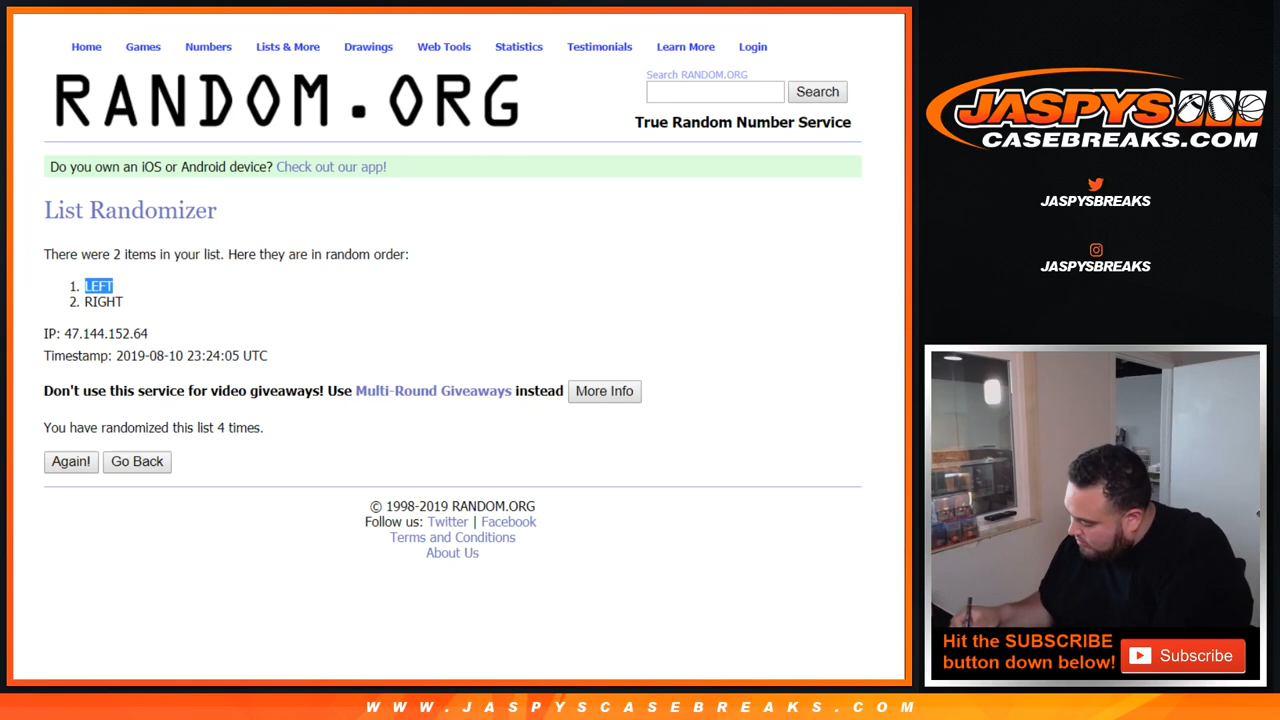 Home Games Numbers Lists & More Drawings Web Tools Statistics Testimonials Learn More Login
RANDOM.ORG
Search RANDOM.ORG
Search
True Random Number Service
Do you own an iOS or Android device? Check out our app!
List Randomizer
There were 2 items in your list. Here they are in random order:
1. LEFT
2. RIGHT
IP: 47.144.152.64
Timestamp: 2019-08-10 23:24:05 UTC
Don't use this service for video giveaways! Use Multi-Round Giveaways instead More Info
You have randomized this list 4 times.
Again! Go Back
© 1998-2019 RANDOM.ORG
Follow us: Twitter | Facebook
Terms and Conditions
About Us
JASPYS
CASEBREAKS.COM
JASPYSBREAKS
JASPYSBREAKS
Hit the SUBSCRIBE
button down below!
Subscribe
WWW.JASPYSCASEBREAKS.COM